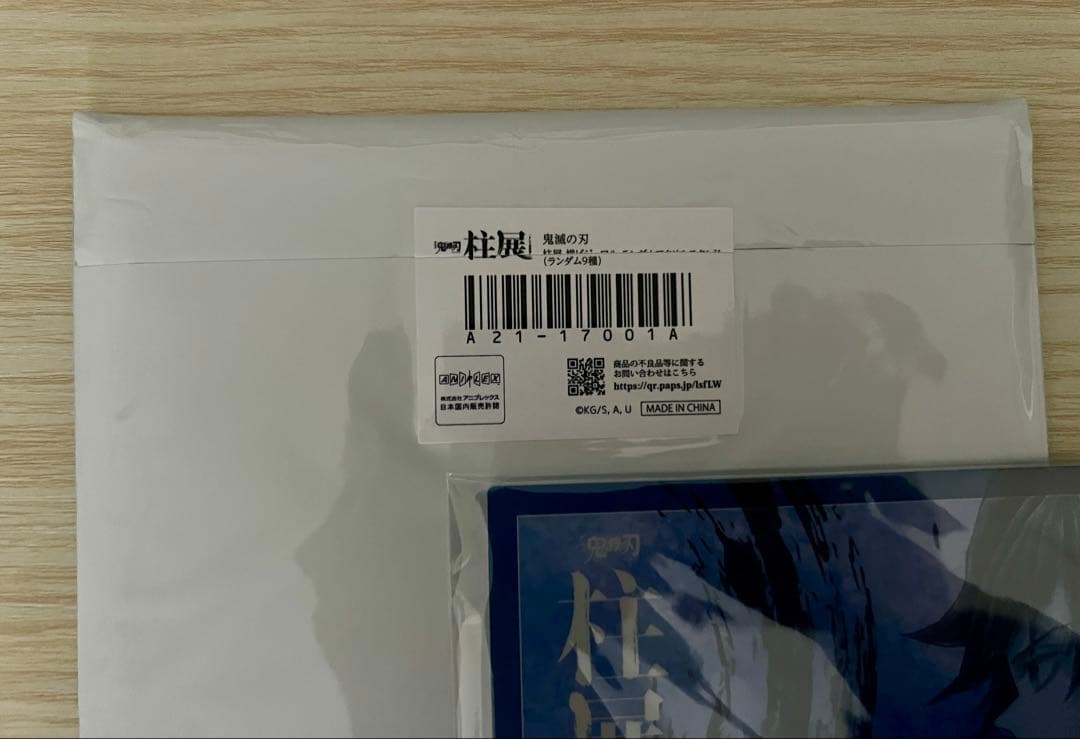 鬼滅の刃
柱展
鬼滅の刃
(ランダム9種)
A21-17001A
ANIPLEX
株式会社アニプレックス
日本国内販売許諾
商品の不良品等に関する
お問い合わせはこちら
https://qr.paps.jp/lsfLW
©KG/S, A, U
MADE IN CHINA
鬼滅の刃
柱